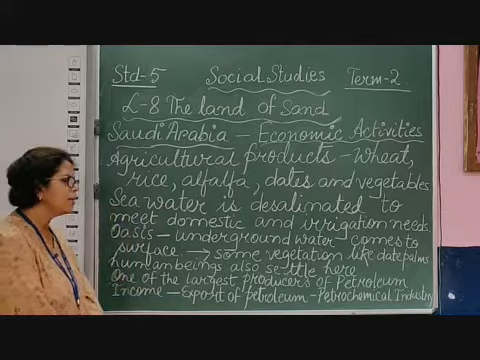 Std-5 Social Studies Term-2
L-8 The land of Sand
Saudi Arabia - Economic Activities
Agricultural products - Wheat,
rice, alfalfa, dates and vegetables.
Sea water is desalinated to
meet domestic and irrigation needs.
Oasis - underground water comes to
surface → some vegetation like date palms
human beings also settle here
One of the largest producers of Petroleum
Income - Export of petroleum - Petrochemical Industry